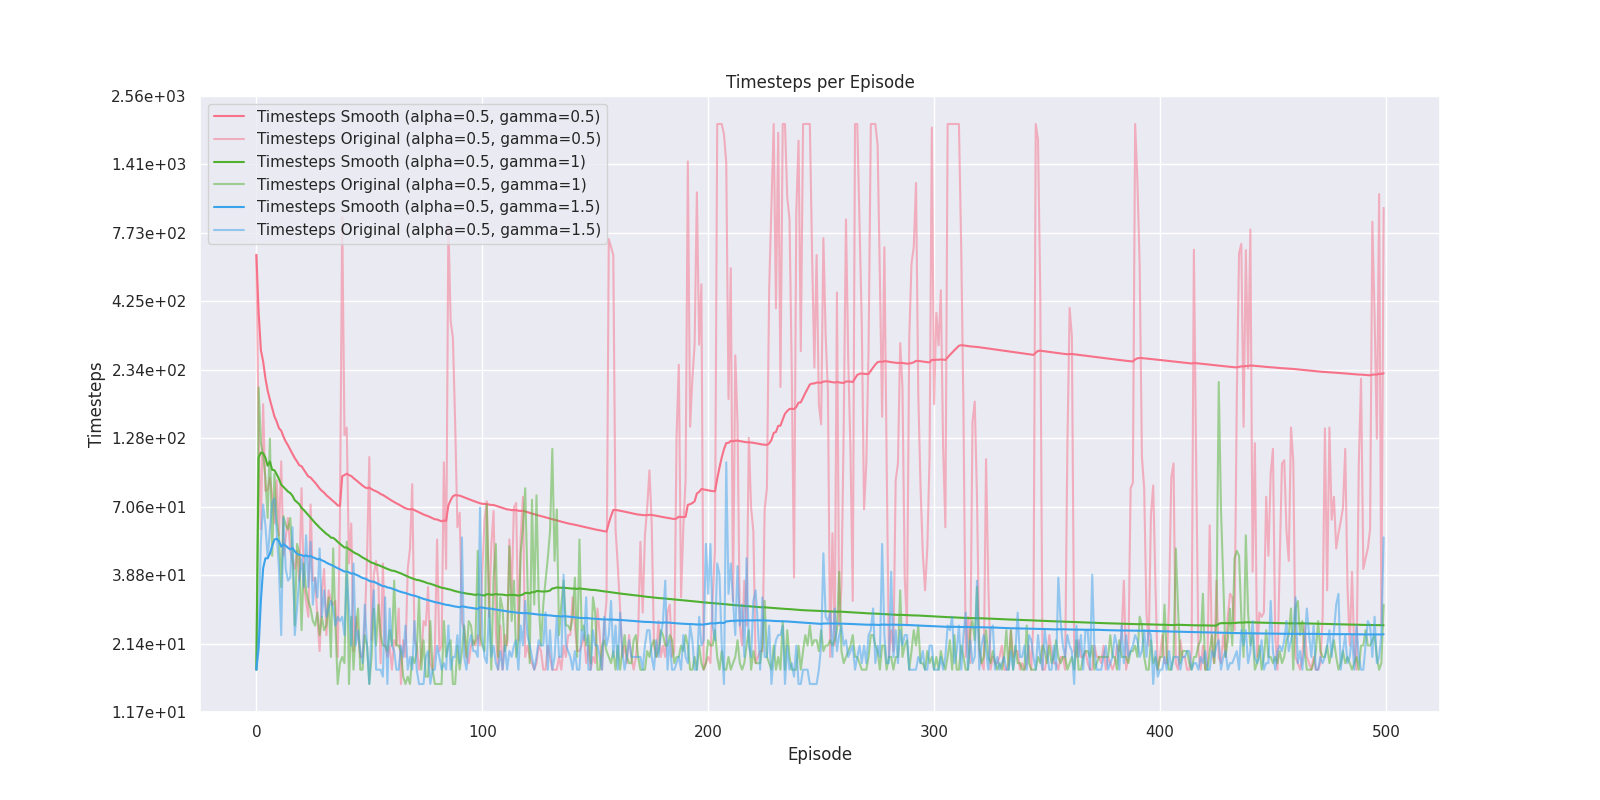 Timesteps per Episode
2.56e+03
1.41e+03
7.73e+02
4.25e+02
2.34e+02
1.28e+02
7.06e+01
3.88e+01
2.14e+01
1.17e+01
Timesteps
Timesteps Smooth (alpha=0.5, gamma=0.5)
Timesteps Original (alpha=0.5, gamma=0.5)
Timesteps Smooth (alpha=0.5, gamma=1)
Timesteps Original (alpha=0.5, gamma=1)
Timesteps Smooth (alpha=0.5, gamma=1.5)
Timesteps Original (alpha=0.5, gamma=1.5)
0 100 200 300 400 500
Episode